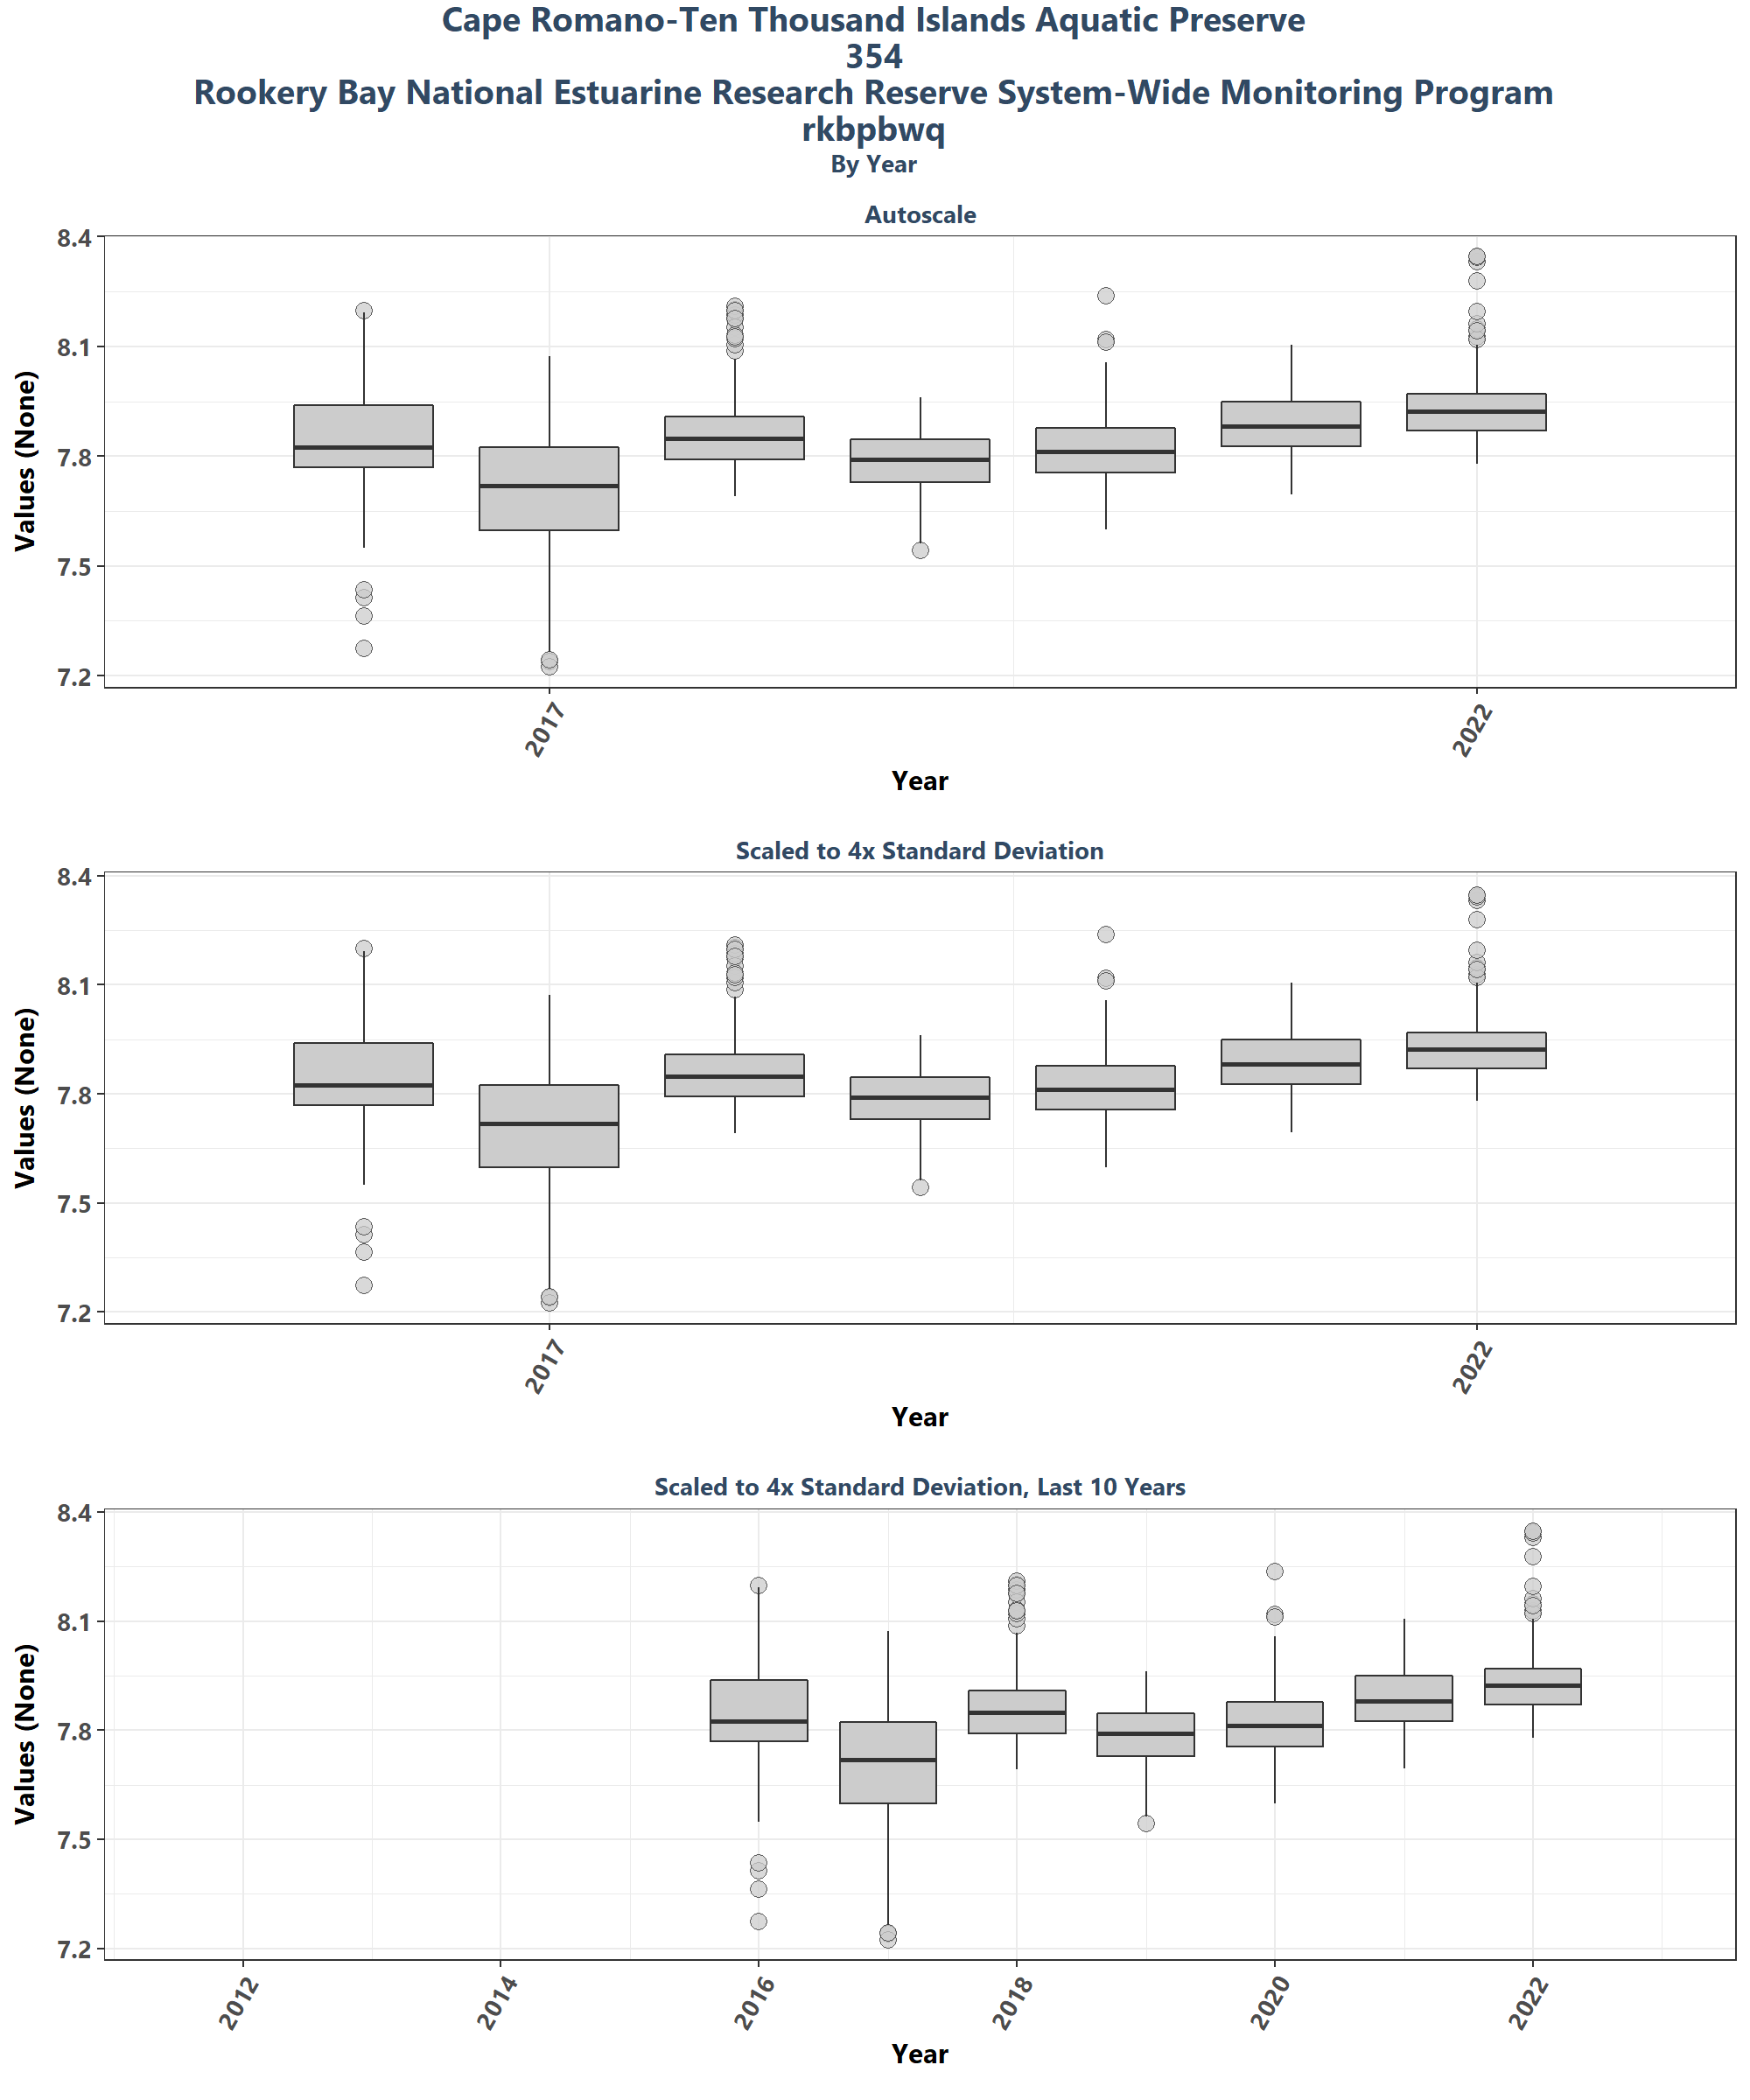 Cape Romano-Ten Thousand Islands Aquatic Preserve
354
Rookery Bay National Estuarine Research Reserve System-Wide Monitoring Program
rkbpbwq
By Year
Autoscale
8.4
8.1
7.8
7.5
7.2
Values (None)
2017
2022
Year
Scaled to 4x Standard Deviation
8.4
8.1
7.8
7.5
7.2
Values (None)
2017
2022
Year
Scaled to 4x Standard Deviation, Last 10 Years
8.4
8.1
7.8
7.5
7.2
Values (None)
2012
2014
2016
2018
2020
2022
Year